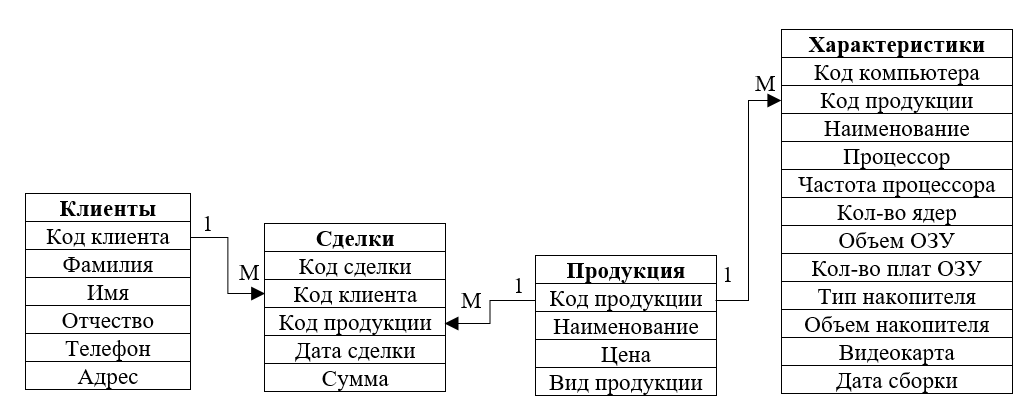 Клиенты
Код клиента
Фамилия
Имя
Отчество
Телефон
Адрес
1
М
Сделки
Код сделки
Код клиента
Код продукции
Дата сделки
Сумма
М
1
Продукция
Код продукции
Наименование
Цена
Вид продукции
1
М
Характеристики
Код компьютера
Код продукции
Наименование
Процессор
Частота процессора
Кол-во ядер
Объем ОЗУ
Кол-во плат ОЗУ
Тип накопителя
Объем накопителя
Видеокарта
Дата сборки